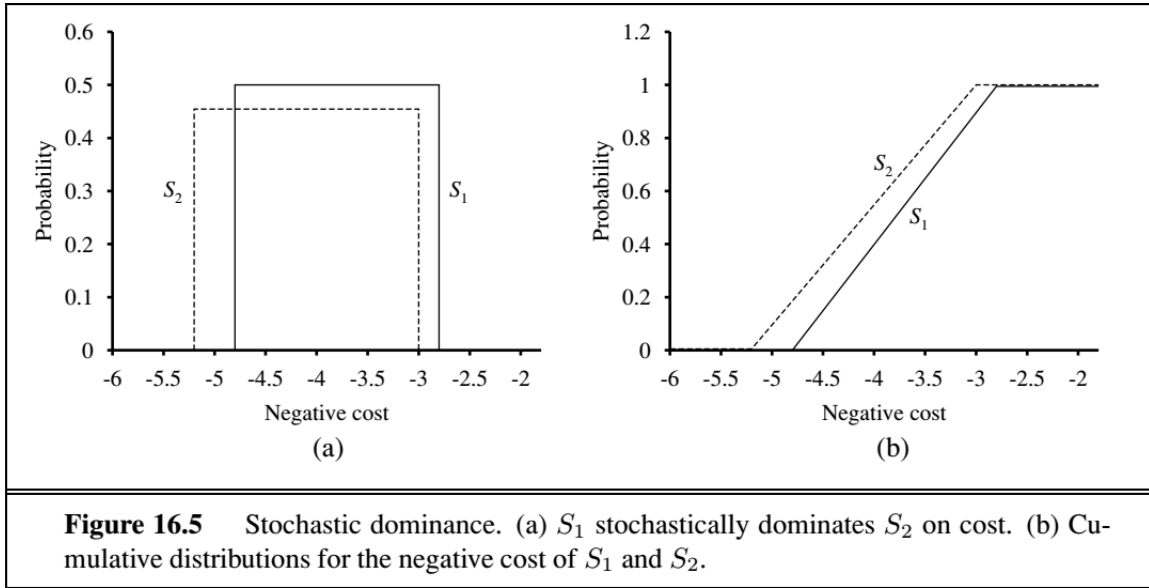 0.6
0.5
0.4
0.3
0.2
0.1
0
Probability
S2
S1
-6 -5.5 -5 -4.5 -4 -3.5 -3 -2.5 -2
Negative cost
(a)
1.2
1
0.8
0.6
0.4
0.2
0
Probability
S2
S1
-6 -5.5 -5 -4.5 -4 -3.5 -3 -2.5 -2
Negative cost
(b)
Figure 16.5 Stochastic dominance. (a) S1 stochastically dominates S2 on cost. (b) Cu-
mulative distributions for the negative cost of S1 and S2.